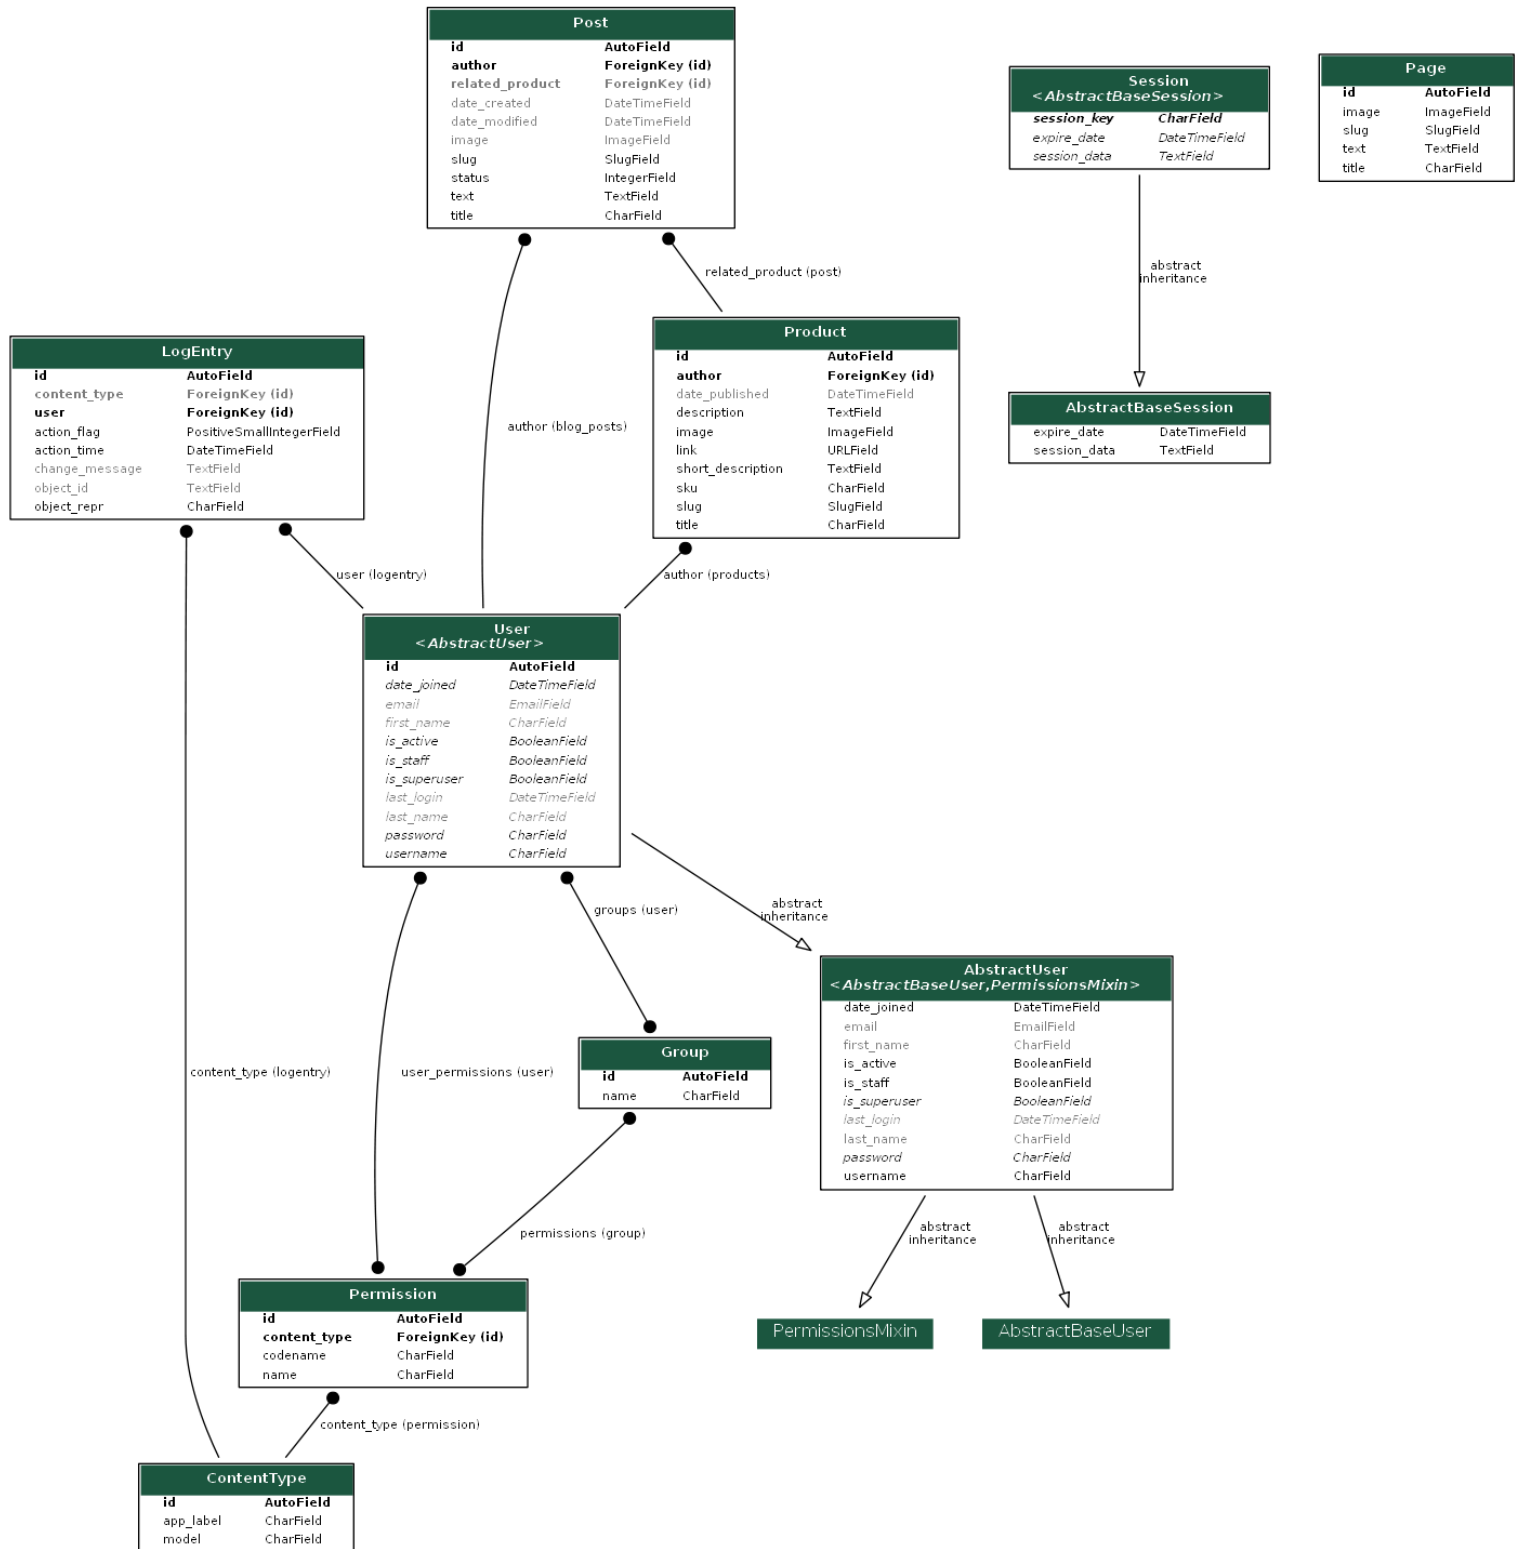 Post
id AutoField
author ForeignKey (id)
related_product ForeignKey (id)
date_created DateTimeField
date_modified DateTimeField
image ImageField
slug SlugField
status IntegerField
text TextField
title CharField
Session
<AbstractBaseSession>
session_key CharField
expire_date DateTimeField
session_data TextField
Page
id AutoField
image ImageField
slug SlugField
text TextField
title CharField
related_product (post)
abstract
inheritance
LogEntry
id AutoField
content_type ForeignKey (id)
user ForeignKey (id)
action_flag PositiveSmallIntegerField
action_time DateTimeField
change_message TextField
object_id TextField
object_repr CharField
author (blog_posts)
Product
id AutoField
author ForeignKey (id)
date_published DateTimeField
description TextField
image ImageField
link URLField
short_description TextField
sku CharField
slug SlugField
title CharField
AbstractBaseSession
expire_date DateTimeField
session_data TextField
user (logentry)
author (products)
User
<AbstractUser>
id AutoField
date_joined DateTimeField
email EmailField
first_name CharField
is_active BooleanField
is_staff BooleanField
is_superuser BooleanField
last_login DateTimeField
last_name CharField
password CharField
username CharField
groups (user)
abstract
inheritance
content_type (logentry)
user_permissions (user)
Group
id AutoField
name CharField
AbstractUser
<AbstractBaseUser,PermissionsMixin>
date_joined DateTimeField
email EmailField
first_name CharField
is_active BooleanField
is_staff BooleanField
is_superuser BooleanField
last_login DateTimeField
last_name CharField
password CharField
username CharField
permissions (group)
abstract
inheritance
abstract
inheritance
Permission
id AutoField
content_type ForeignKey (id)
codename CharField
name CharField
PermissionsMixin
AbstractBaseUser
content_type (permission)
ContentType
id AutoField
app_label CharField
model CharField